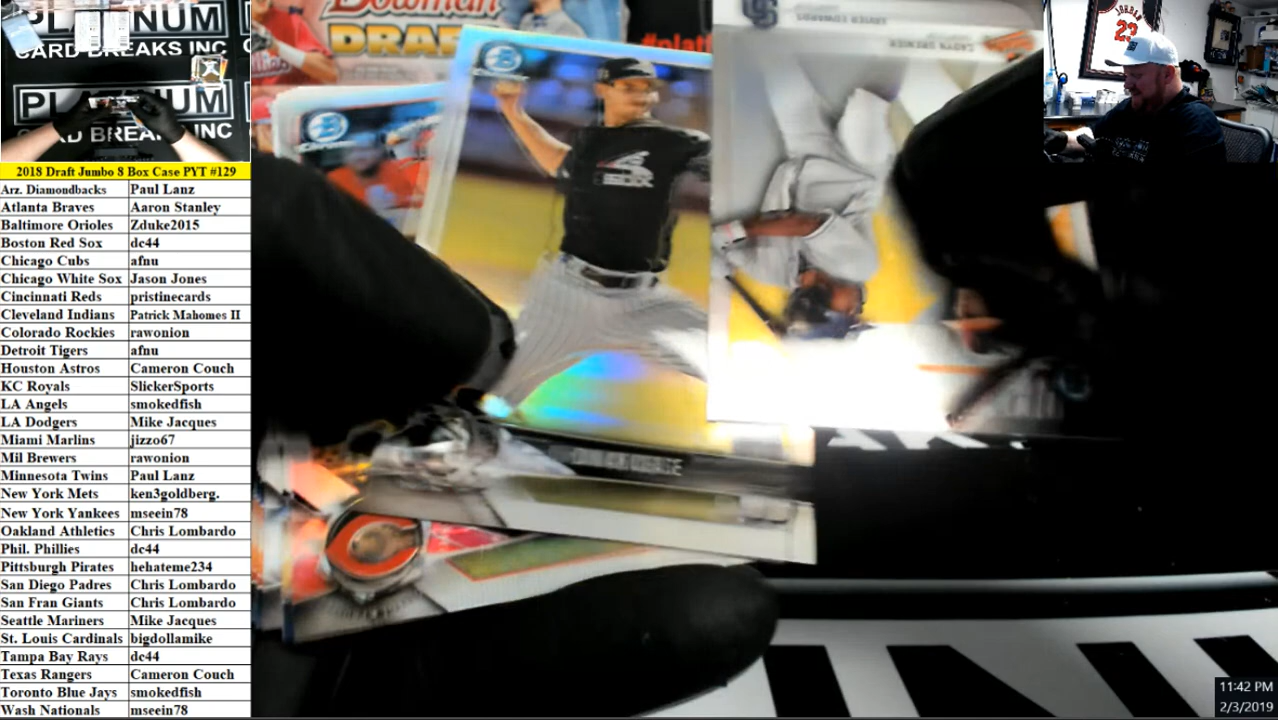 PLATINUM
CARD BREAKS INC
PLATINUM
CARD BREAKS INC
2018 Draft Jumbo 8 Box Case PYT #129
Arz. Diamondbacks Paul Lanz
Atlanta Braves Aaron Stanley
Baltimore Orioles Zduke2015
Boston Red Sox dc44
Chicago Cubs afnu
Chicago White Sox Jason Jones
Cincinnati Reds pristinecards
Cleveland Indians Patrick Mahomes II
Colorado Rockies rawonion
Detroit Tigers afnu
Houston Astros Cameron Couch
KC Royals SlickerSports
LA Angels smokedfish
LA Dodgers Mike Jacques
Miami Marlins jizzo67
Mil Brewers rawonion
Minnesota Twins Paul Lanz
New York Mets ken3goldberg.
New York Yankees mseein78
Oakland Athletics Chris Lombardo
Phil. Phillies dc44
Pittsburgh Pirates hehateme234
San Diego Padres Chris Lombardo
San Fran Giants Chris Lombardo
Seattle Mariners Mike Jacques
St. Louis Cardinals bigdollamike
Tampa Bay Rays dc44
Texas Rangers Cameron Couch
Toronto Blue Jays smokedfish
Wash Nationals mseein78
Bowman
DRAFT
JORDAN
23
11:42 PM
2/3/2019